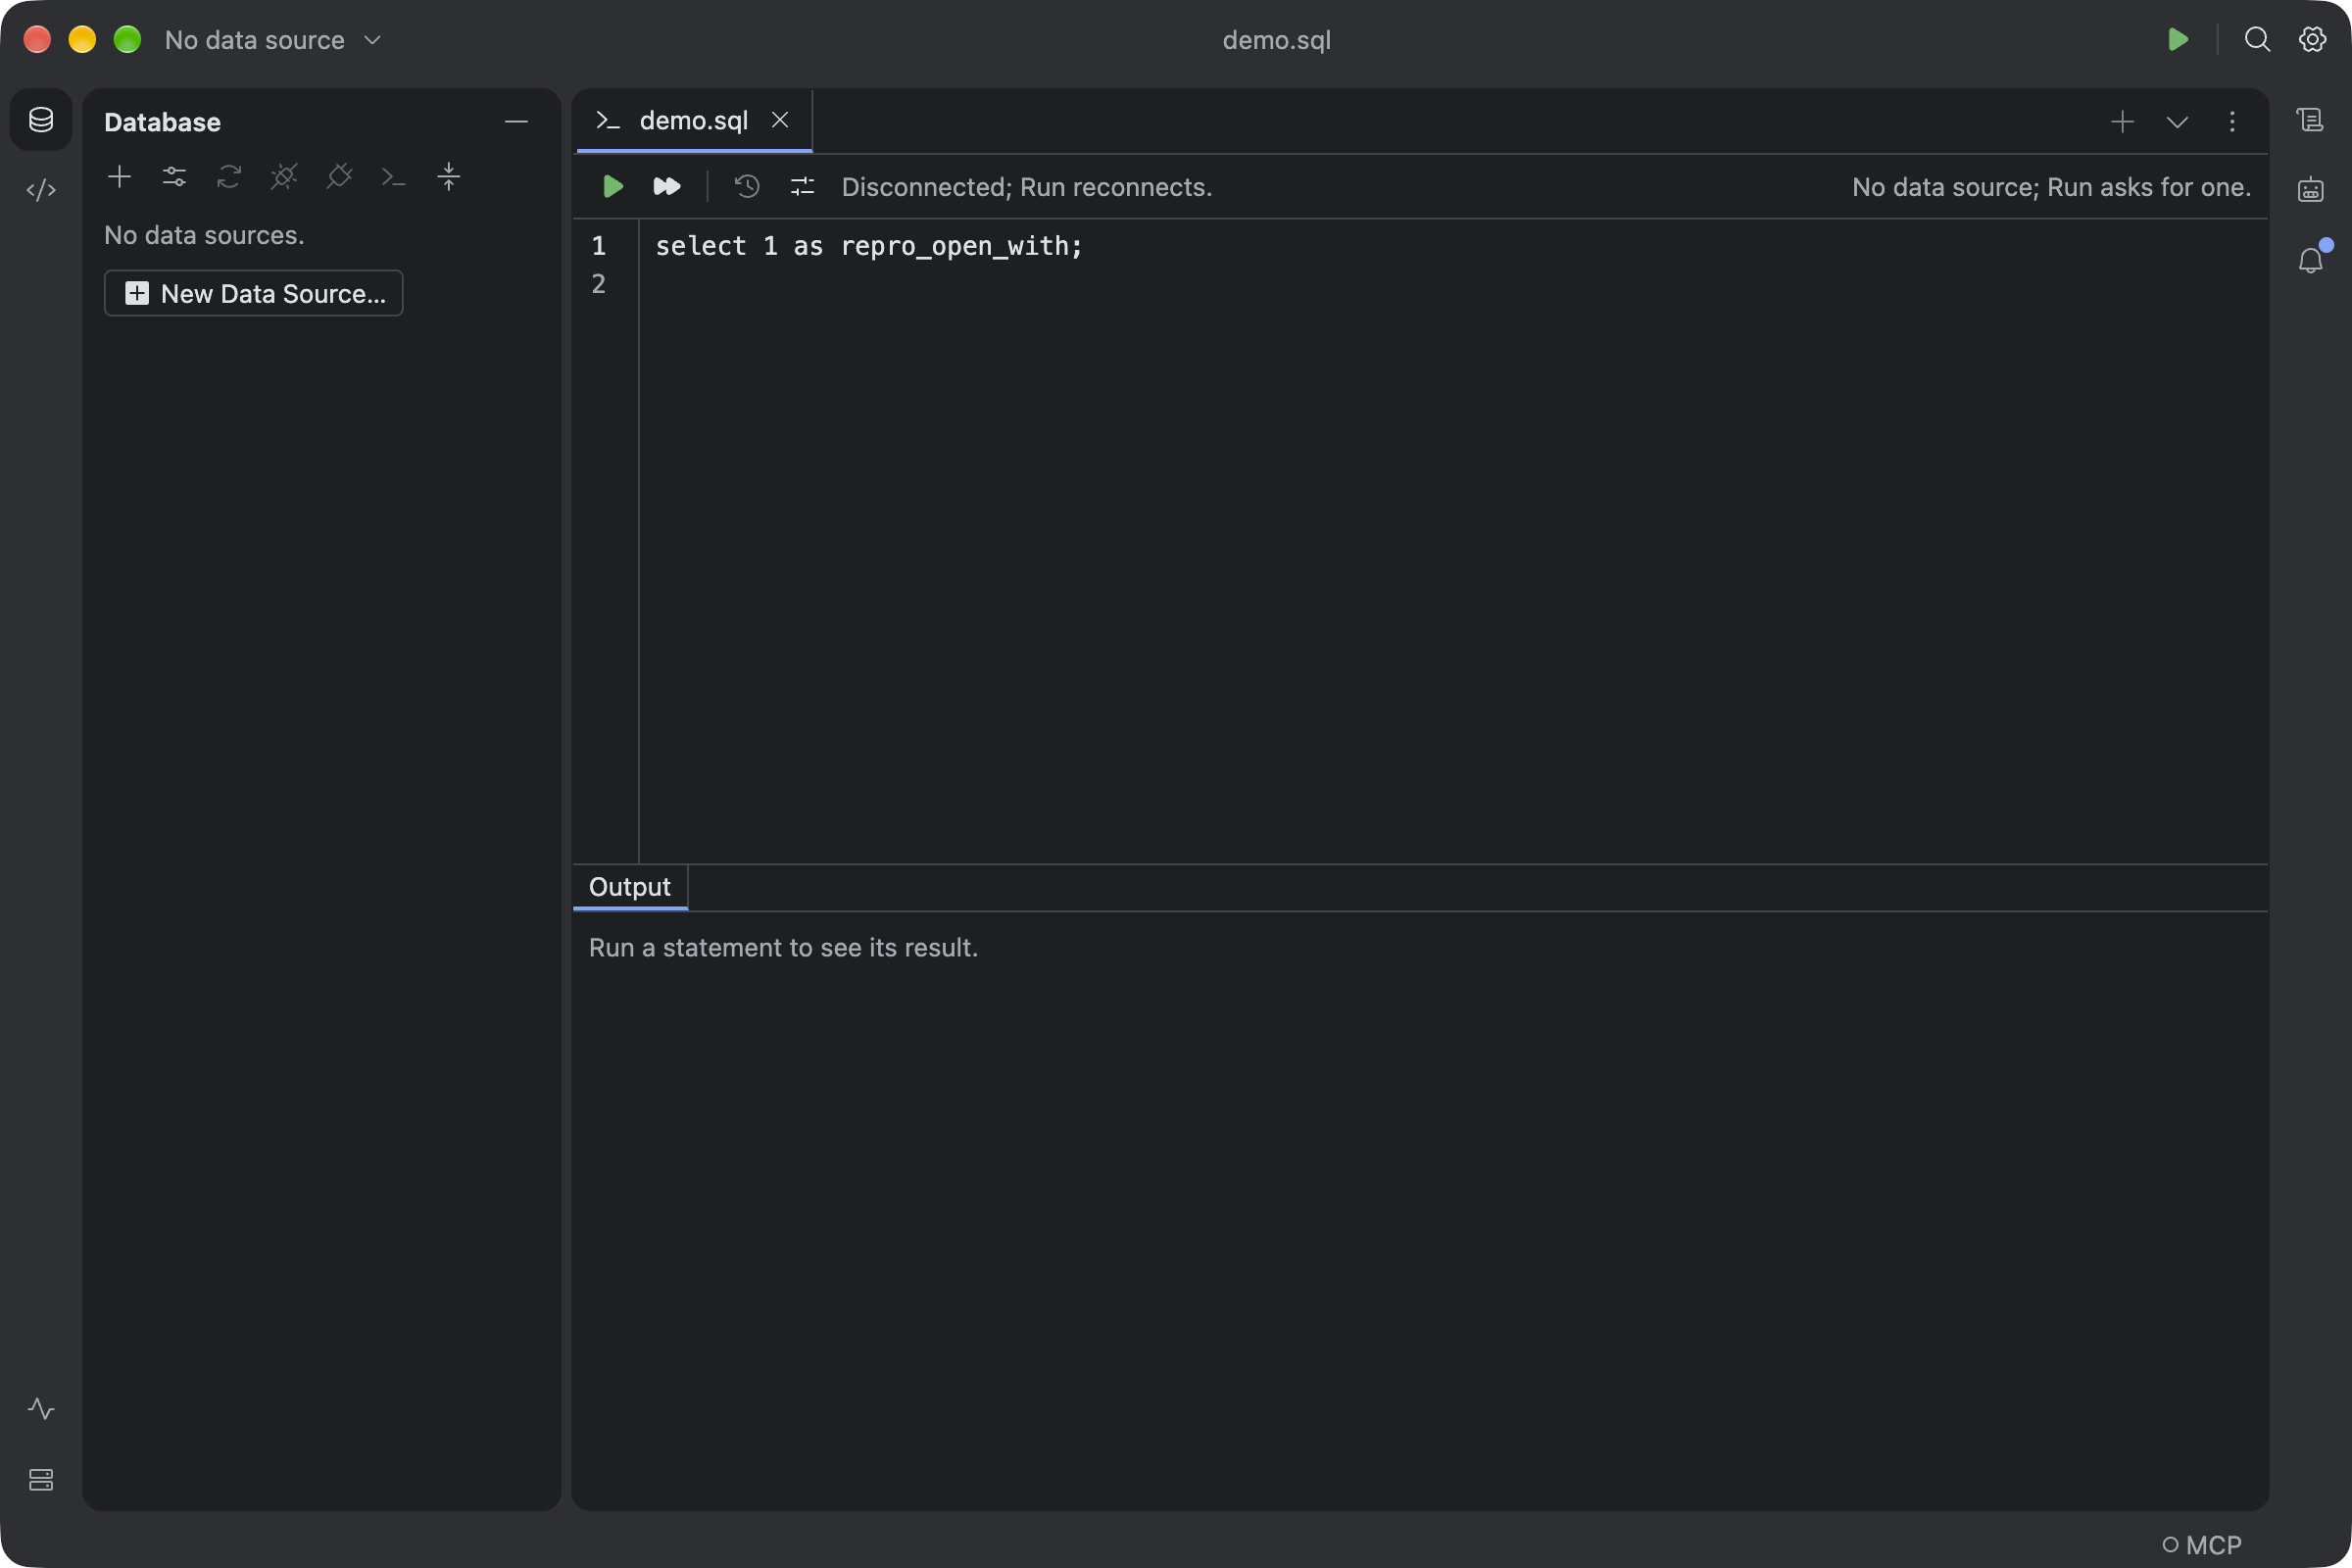 No data source
demo.sql
Database
demo.sql
Disconnected; Run reconnects.
No data source; Run asks for one.
No data sources.
New Data Source...
1 select 1 as repro_open_with;
2
Output
Run a statement to see its result.
MCP